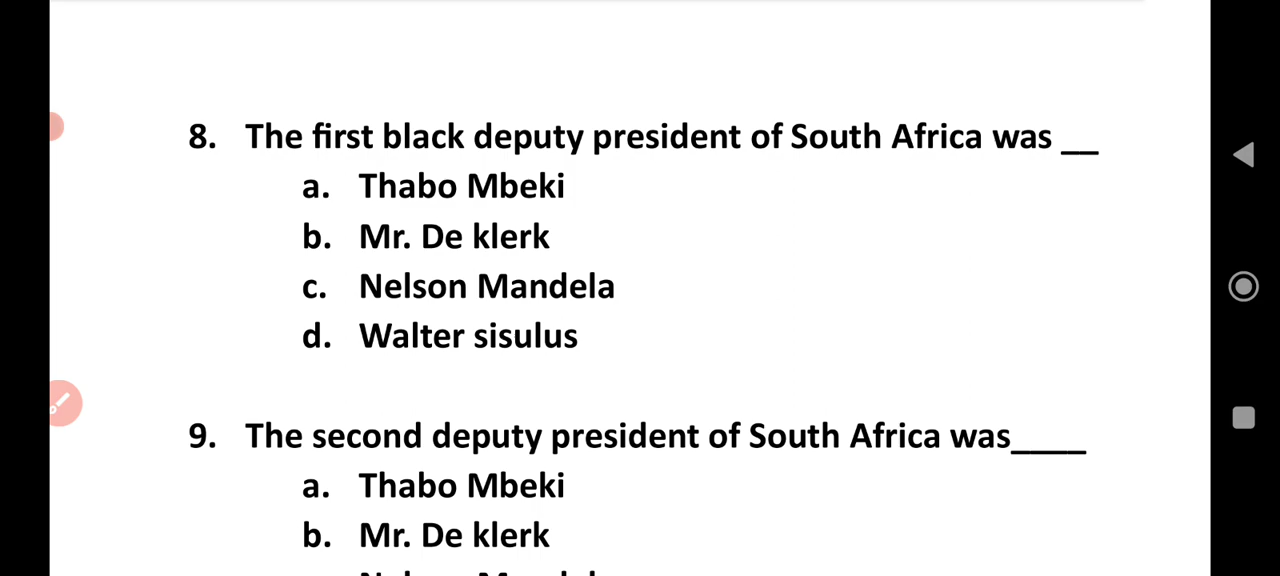 8. The first black deputy president of South Africa was __
a. Thabo Mbeki
b. Mr. De klerk
c. Nelson Mandela
d. Walter sisulus
9. The second deputy president of South Africa was____
a. Thabo Mbeki
b. Mr. De klerk